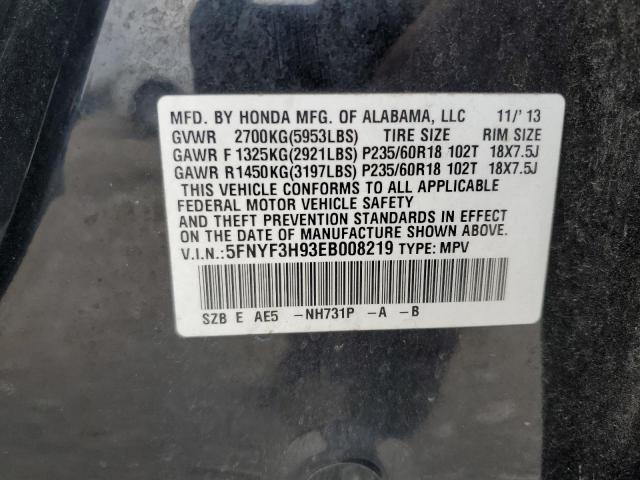 MFD. BY HONDA MFG. OF ALABAMA, LLC 11/'13
GVWR 2700KG(5953LBS) TIRE SIZE RIM SIZE
GAWR F 1325KG(2921LBS) P235/60R18 102T 18X7.5J
GAWR R1450KG(3197LBS) P235/60R18 102T 18X7.5J
THIS VEHICLE CONFORMS TO ALL APPLICABLE
FEDERAL MOTOR VEHICLE SAFETY
AND THEFT PREVENTION STANDARDS IN EFFECT
ON THE DATE OF MANUFACTURE SHOWN ABOVE.
V.I.N.:5FNYF3H93EB008219 TYPE: MPV
SZB E AE5 -NH731P -A -B